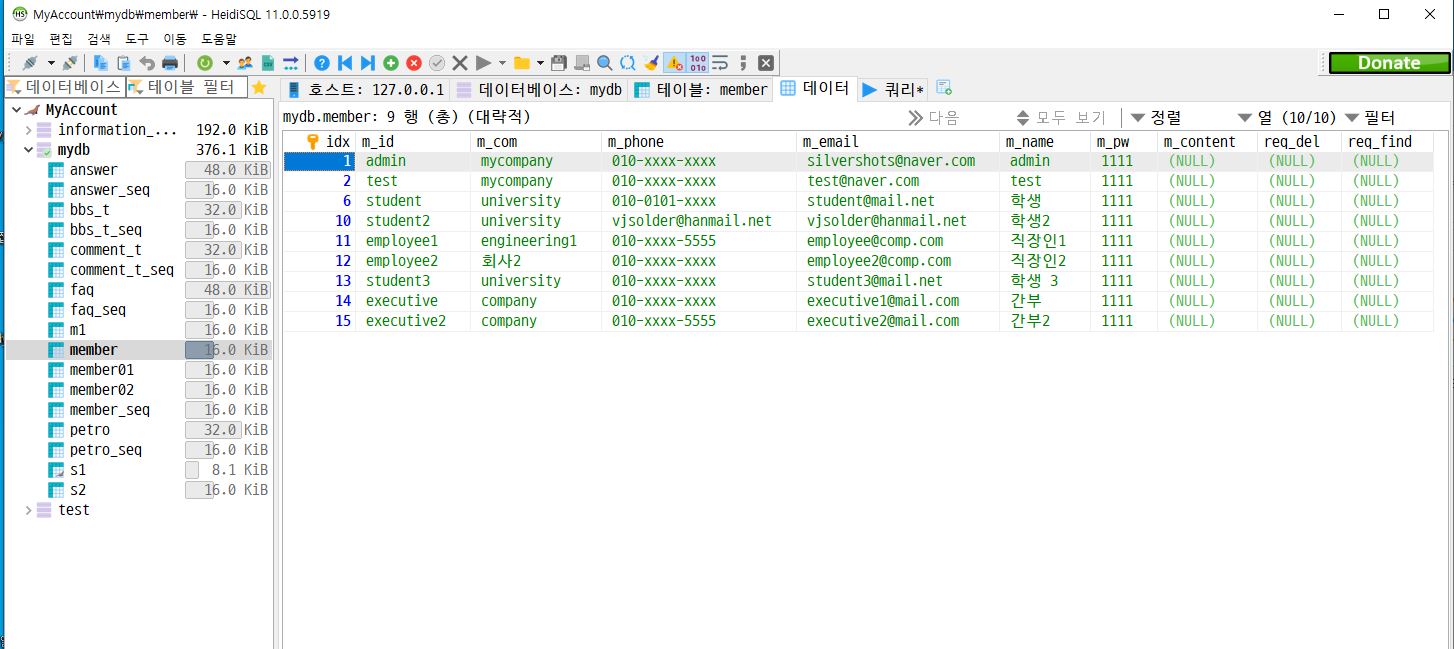 MyAccount\mydb\member\ - HeidiSQL 11.0.0.5919
파일 편집 검색 도구 이동 도움말
Donate
데이터베이스 테이블 필터
호스트: 127.0.0.1 데이터베이스: mydb 테이블: member 데이터 쿼리*
mydb.member: 9 행 (총) (대략적) 다음 모두 보기 정렬 열 (10/10) 필터
MyAccount
information_... 192.0 KiB
mydb 376.1 KiB
answer 48.0 KiB
answer_seq 16.0 KiB
bbs_t 32.0 KiB
bbs_t_seq 16.0 KiB
comment_t 32.0 KiB
comment_t_seq 16.0 KiB
faq 48.0 KiB
faq_seq 16.0 KiB
m1 16.0 KiB
member 16.0 KiB
member01 16.0 KiB
member02 16.0 KiB
member_seq 16.0 KiB
petro 32.0 KiB
petro_seq 16.0 KiB
s1 8.1 KiB
s2 16.0 KiB
test
idx m_id m_com m_phone m_email m_name m_pw m_content req_del req_find
1 admin mycompany 010-xxxx-xxxx silvershots@naver.com admin 1111 (NULL) (NULL) (NULL)
2 test mycompany 010-xxxx-xxxx test@naver.com test 1111 (NULL) (NULL) (NULL)
6 student university 010-0101-xxxx student@mail.net 학생 1111 (NULL) (NULL) (NULL)
10 student2 university vjsolder@hanmail.net vjsolder@hanmail.net 학생2 1111 (NULL) (NULL) (NULL)
11 employee1 engineering1 010-xxxx-5555 employee@comp.com 직장인1 1111 (NULL) (NULL) (NULL)
12 employee2 회사2 010-xxxx-xxxx employee2@comp.com 직장인2 1111 (NULL) (NULL) (NULL)
13 student3 university 010-xxxx-xxxx student3@mail.net 학생 3 1111 (NULL) (NULL) (NULL)
14 executive company 010-xxxx-xxxx executive1@mail.com 간부 1111 (NULL) (NULL) (NULL)
15 executive2 company 010-xxxx-5555 executive2@mail.com 간부2 1111 (NULL) (NULL) (NULL)